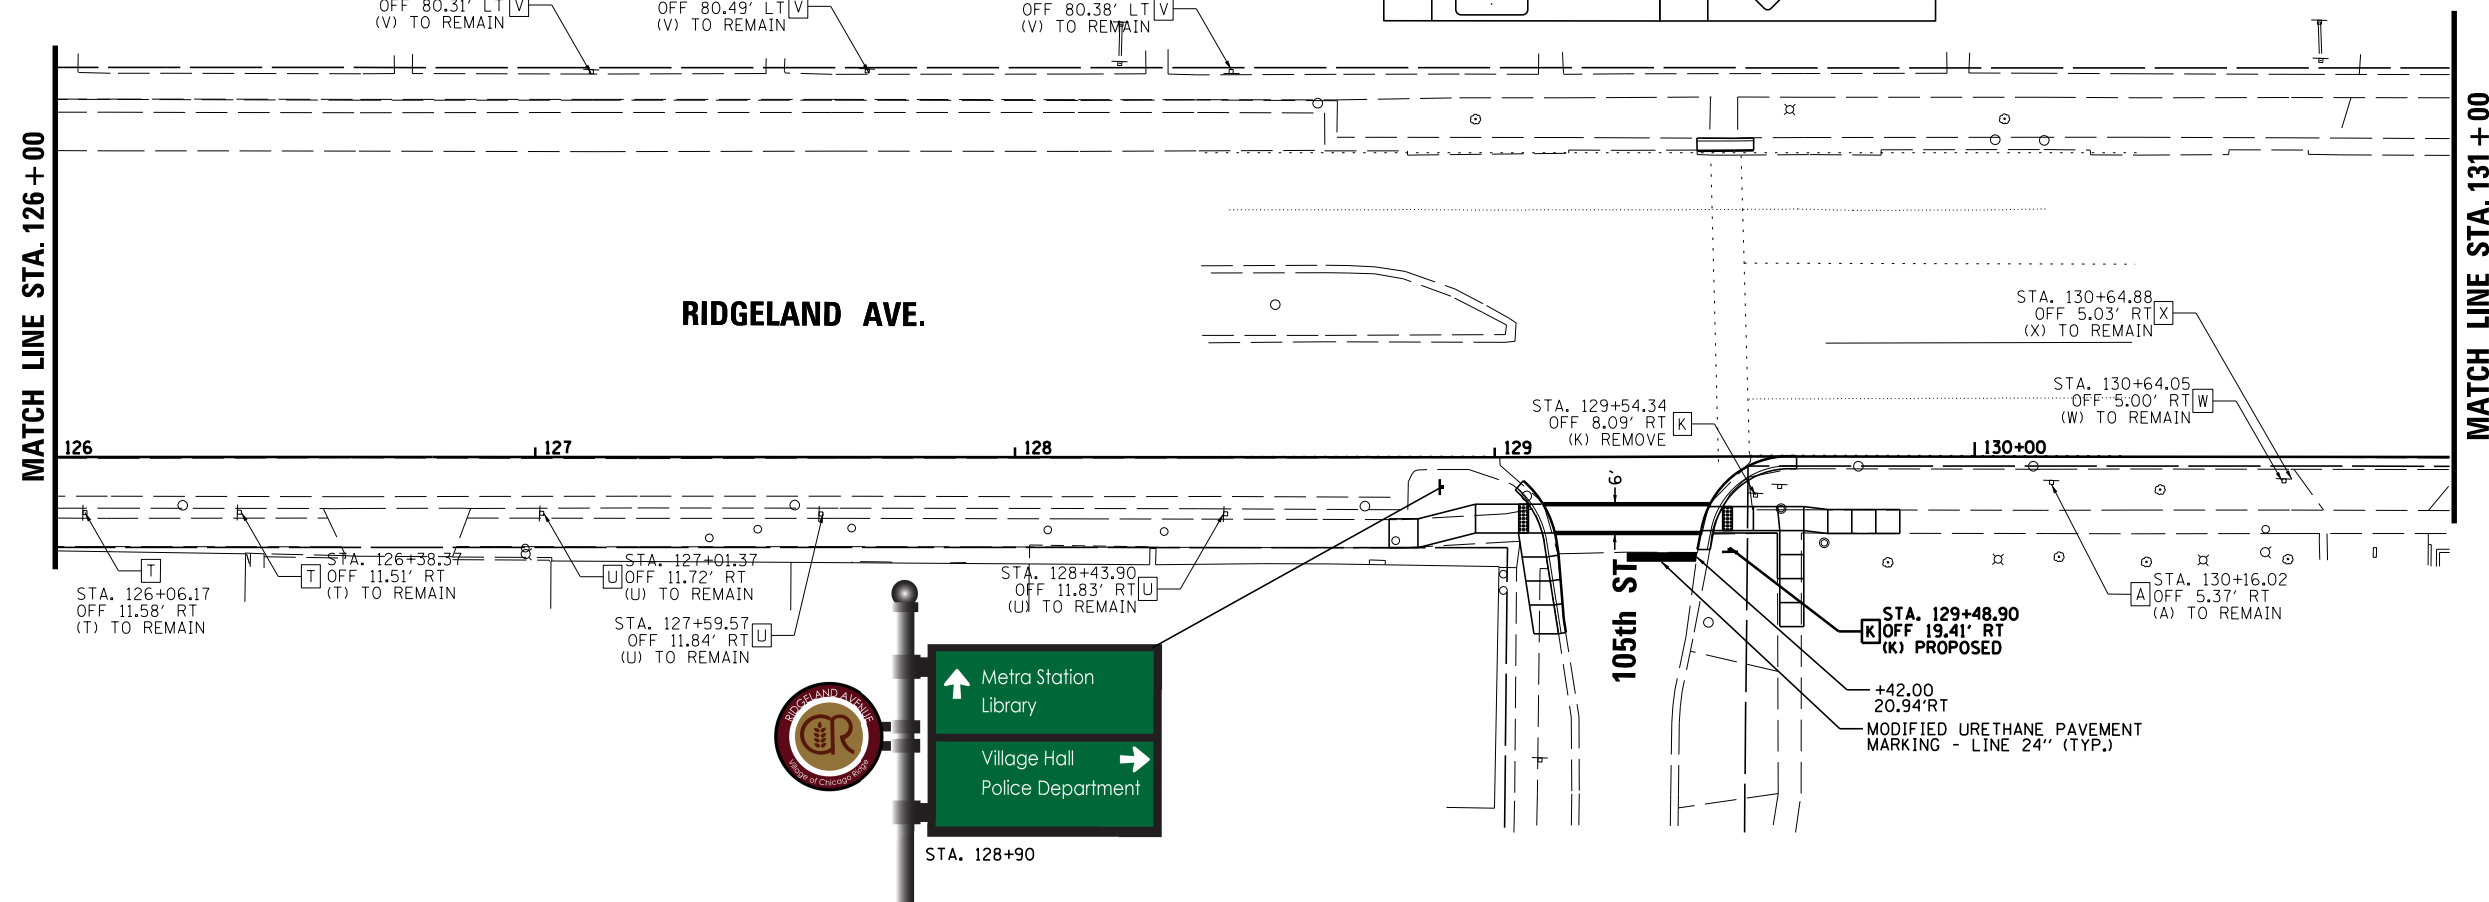 OFF 80.31' LT V
(V) TO REMAIN
OFF 80.49' LT V
(V) TO REMAIN
OFF 80.38' LT V
(V) TO REMAIN
MATCH LINE STA. 126+00
MATCH LINE STA. 131+00
RIDGELAND AVE.
STA. 130+64.88
OFF 5.03' RT X
(X) TO REMAIN
STA. 130+64.05
OFF 5.00' RT W
(W) TO REMAIN
STA. 129+54.34
OFF 8.09' RT K
(K) REMOVE
126
127
128
129
130+00
6'
105th ST.
T
STA. 126+06.17
OFF 11.58' RT
(T) TO REMAIN
STA. 126+38.37
T OFF 11.51' RT
(T) TO REMAIN
STA. 127+01.37
U OFF 11.72' RT
(U) TO REMAIN
STA. 127+59.57
OFF 11.84' RT U
(U) TO REMAIN
STA. 128+43.90
OFF 11.83' RT U
(U) TO REMAIN
STA. 130+16.02
A OFF 5.37' RT
(A) TO REMAIN
STA. 129+48.90
K OFF 19.41' RT
(K) PROPOSED
+42.00
20.94'RT
MODIFIED URETHANE PAVEMENT
MARKING - LINE 24" (TYP.)
RIDGELAND AVENUE
CR
Village of Chicago Ridge
Metra Station
Library
Village Hall
Police Department
STA. 128+90